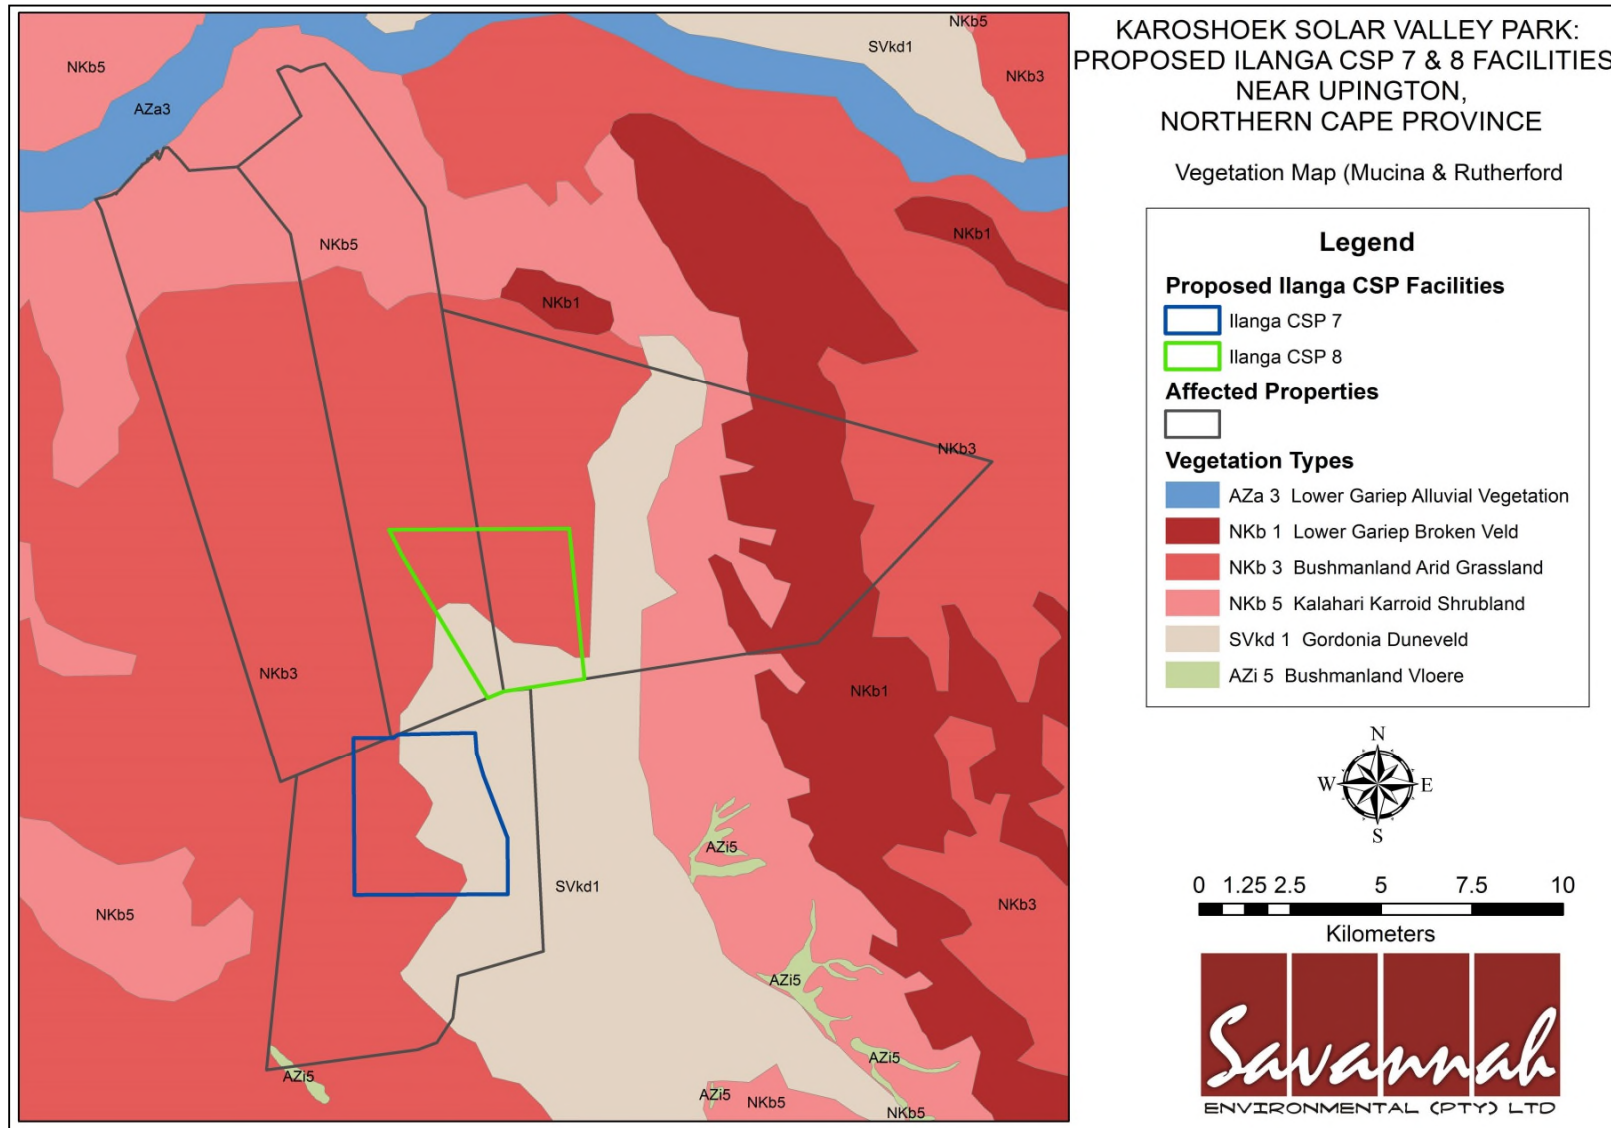 KAROSHOEK SOLAR VALLEY PARK:
PROPOSED ILANGA CSP 7 & 8 FACILITIES
NEAR UPINGTON,
NORTHERN CAPE PROVINCE
Vegetation Map (Mucina & Rutherford
Legend
Proposed Ilanga CSP Facilities
Ilanga CSP 7
Ilanga CSP 8
Affected Properties
Vegetation Types
AZa 3 Lower Gariep Alluvial Vegetation
NKb 1 Lower Gariep Broken Veld
NKb 3 Bushmanland Arid Grassland
NKb 5 Kalahari Karroid Shrubland
SVkd 1 Gordonia Duneveld
AZi 5 Bushmanland Vloere
N
W E
S
0 1.25 2.5 5 7.5 10
Kilometers
Savannah
ENVIRONMENTAL (PTY) LTD
NKb5
SVkd1
NKb5
NKb3
AZa3
NKb5
NKb1
NKb1
NKb3
NKb3
NKb1
AZi5
SVkd1
NKb5
NKb3
AZi5
AZi5
AZi5
AZi5
NKb5
NKb5